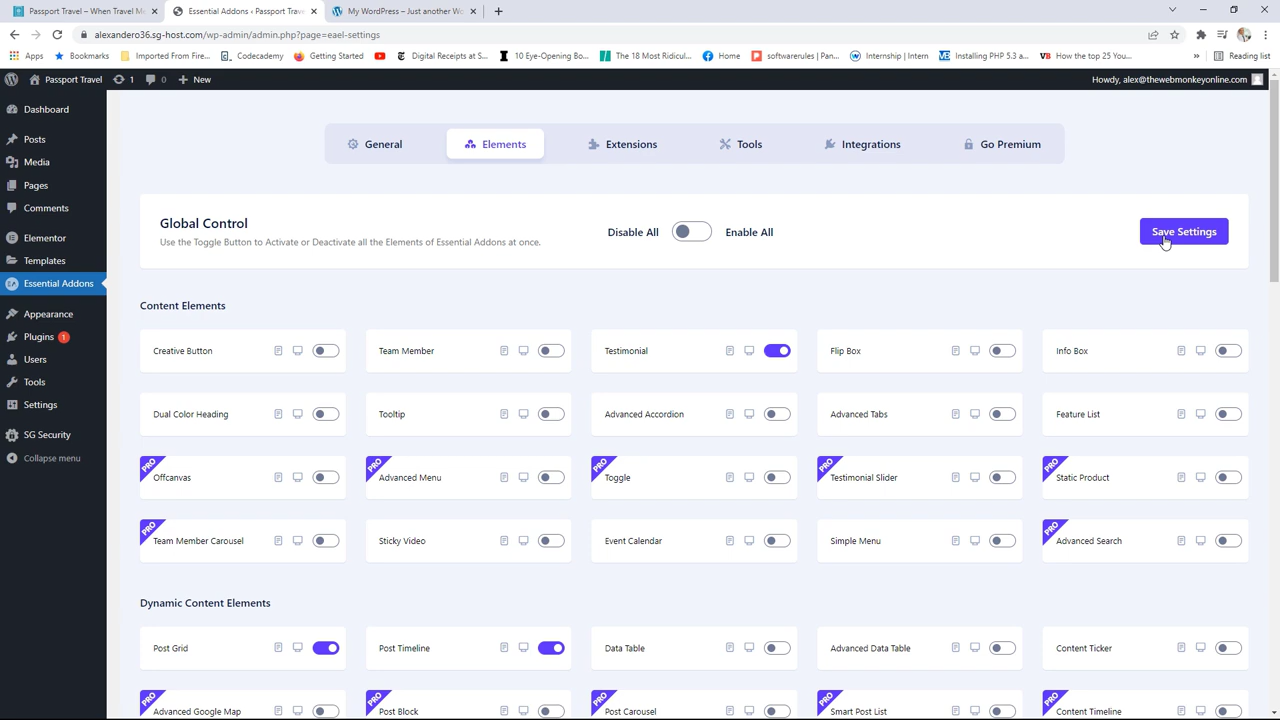 Passport Travel – When Travel Me
Essential Addons ‹ Passport Trave
My WordPress – Just another Wo
alexandero36.sg-host.com/wp-admin/admin.php?page=eael-settings
Apps
Bookmarks
Imported From Fire...
Codecademy
Getting Started
Digital Receipts at S...
10 Eye-Opening Bo...
The 18 Most Ridicul...
Home
softwarerules | Pan...
Internship | Intern
Installing PHP 5.3 a...
How the top 25 You...
»
Reading list
Passport Travel
1
0
New
Howdy, alex@thewebmonkeyonline.com
Dashboard
Posts
Media
Pages
Comments
Elementor
Templates
Essential Addons
Appearance
Plugins 1
Users
Tools
Settings
SG Security
Collapse menu
General
Elements
Extensions
Tools
Integrations
Go Premium
Global Control
Use the Toggle Button to Activate or Deactivate all the Elements of Essential Addons at once.
Disable All
Enable All
Save Settings
Content Elements
Creative Button
Team Member
Testimonial
Flip Box
Info Box
Dual Color Heading
Tooltip
Advanced Accordion
Advanced Tabs
Feature List
PRO
Offcanvas
PRO
Advanced Menu
PRO
Toggle
PRO
Testimonial Slider
PRO
Static Product
PRO
Team Member Carousel
Sticky Video
Event Calendar
Simple Menu
PRO
Advanced Search
Dynamic Content Elements
Post Grid
Post Timeline
Data Table
Advanced Data Table
Content Ticker
PRO
Advanced Google Map
PRO
Post Block
PRO
Post Carousel
PRO
Smart Post List
PRO
Content Timeline